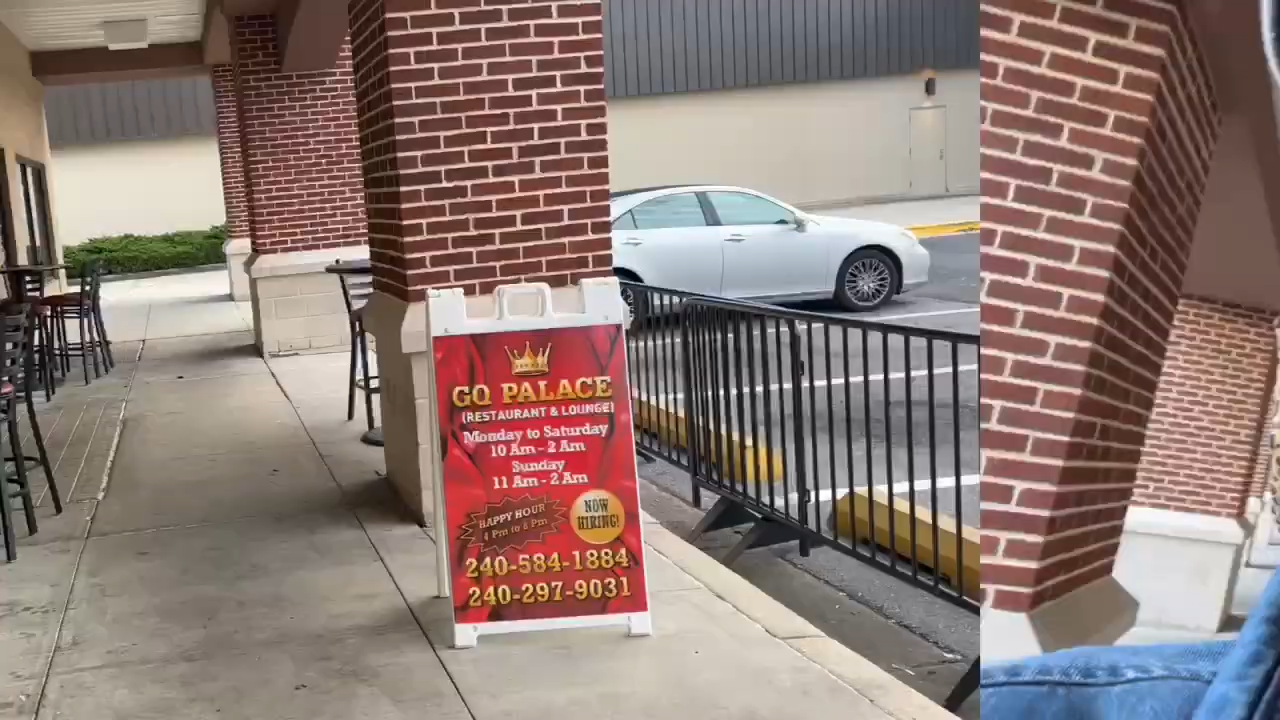 GQ PALACE
(RESTAURANT & LOUNGE)
Monday to Saturday
10 Am - 2 Am
Sunday
11 Am - 2 Am
HAPPY HOUR
4 Pm to 8 Pm
NOW
HIRING!
240-584-1884
240-297-9031